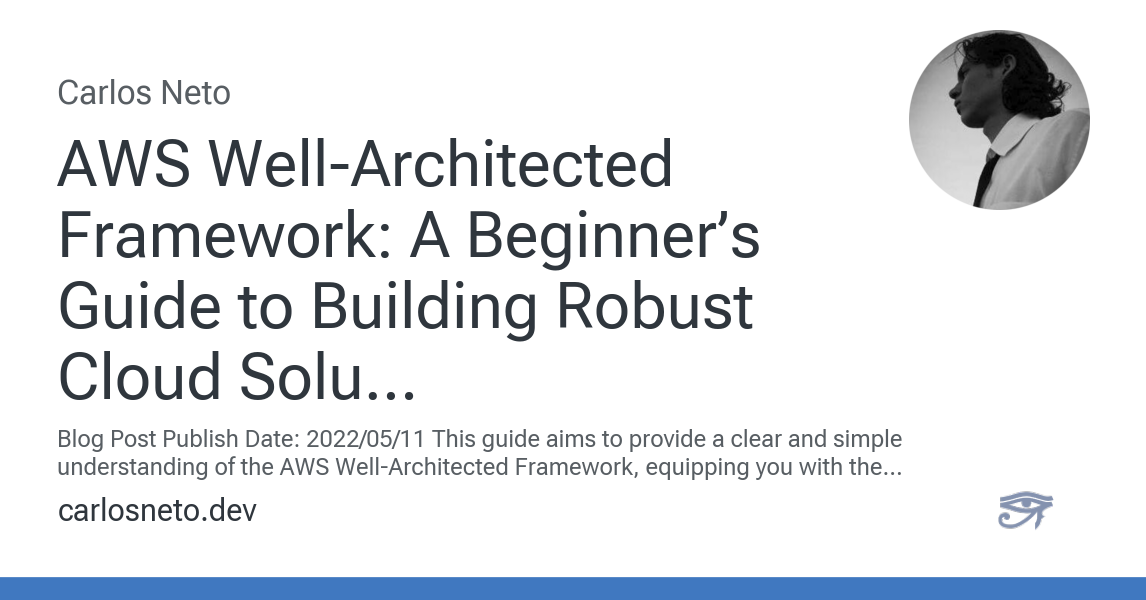 Carlos Neto
AWS Well-Architected
Framework: A Beginner’s
Guide to Building Robust
Cloud Solu...
Blog Post Publish Date: 2022/05/11 This guide aims to provide a clear and simple
understanding of the AWS Well-Architected Framework, equipping you with the...
carlosneto.dev